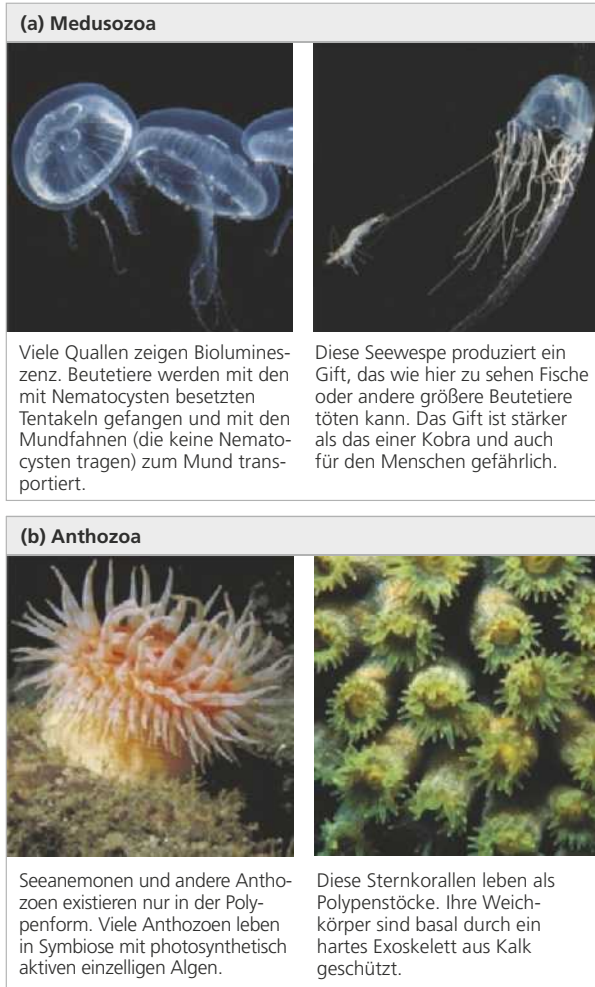 (a) Medusozoa
Viele Quallen zeigen Biolumines-
zenz. Beutetiere werden mit den
mit Nematocysten besetzten
Tentakeln gefangen und mit den
Mundfahnen (die keine Nemato-
cysten tragen) zum Mund trans-
portiert.
Diese Seewespe produziert ein
Gift, das wie hier zu sehen Fische
oder andere größere Beutetiere
töten kann. Das Gift ist stärker
als das einer Kobra und auch
für den Menschen gefährlich.
(b) Anthozoa
Seeanemonen und andere Antho-
zoen existieren nur in der Poly-
penform. Viele Anthozoen leben
in Symbiose mit photosynthetisch
aktiven einzelligen Algen.
Diese Sternkorallen leben als
Polypenstöcke. Ihre Weich-
körper sind basal durch ein
hartes Exoskelett aus Kalk
geschützt.